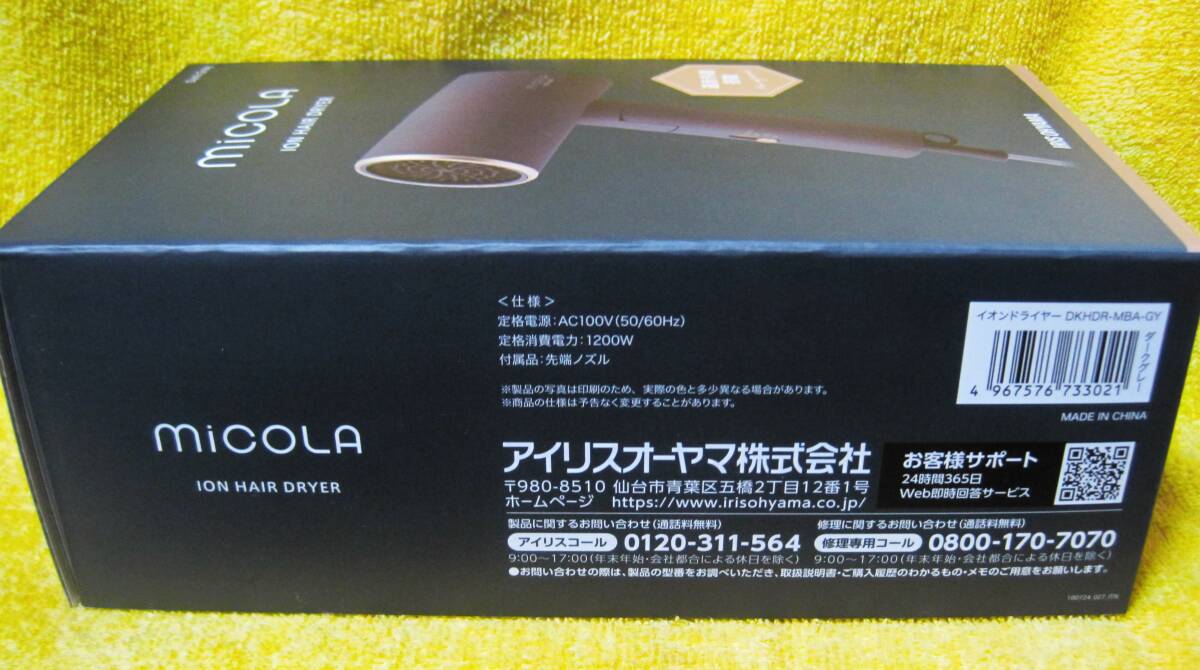 miCOLA
ION HAIR DRYER
IRIS OHYAMA
＜仕様＞
定格電源：AC100V(50/60Hz)
定格消費電力：1200W
付属品：先端ノズル
※製品の写真は印刷のため、実際の色と多少異なる場合があります。
※商品の仕様は予告なく変更することがあります。
イオンドライヤー DKHDR-MBA-GY
ダークグレー
4 967576 733021
MADE IN CHINA
miCOLA
ION HAIR DRYER
アイリスオーヤマ株式会社
〒980-8510 仙台市青葉区五橋2丁目12番1号
ホームページ https://www.irisohyama.co.jp/
お客様サポート
24時間365日
Web即時回答サービス
製品に関するお問い合わせ（通話料無料）
アイリスコール 0120-311-564
9:00～17:00(年末年始・会社都合による休日を除く)
修理に関するお問い合わせ（通話料無料）
修理専用コール 0800-170-7070
9:00～17:00(年末年始・会社都合による休日を除く)
●お問い合わせの際は、製品の型番をお調べいただき、取扱説明書・ご購入履歴のわかるもの・メモのご用意をお願いします。